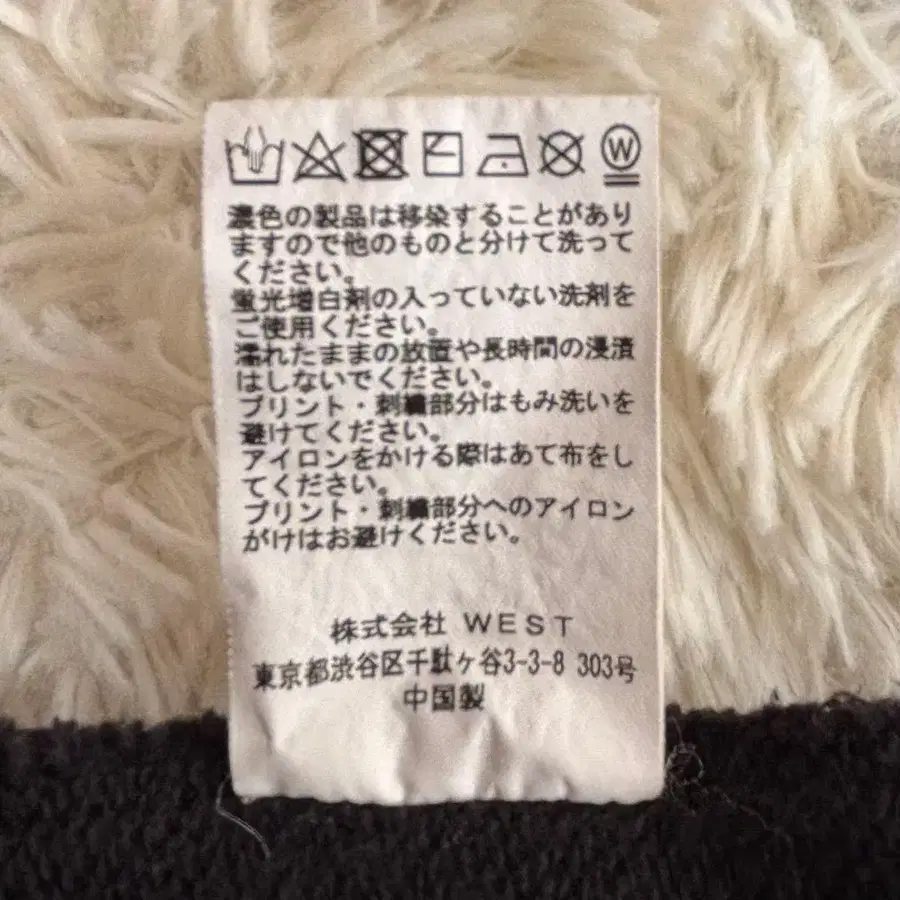 W
濃色の製品は移染することがあり
ますので他のものと分けて洗って
ください。
蛍光増白剤の入っていない洗剤を
ご使用ください。
濡れたままの放置や長時間の浸漬
はしないでください。
プリント・刺繍部分はもみ洗いを
避けてください。
アイロンをかける際はあて布をし
てください。
プリント・刺繍部分へのアイロン
がけはお避けください。
株式会社 WEST
東京都渋谷区千駄ヶ谷3-3-8 303号
中国製